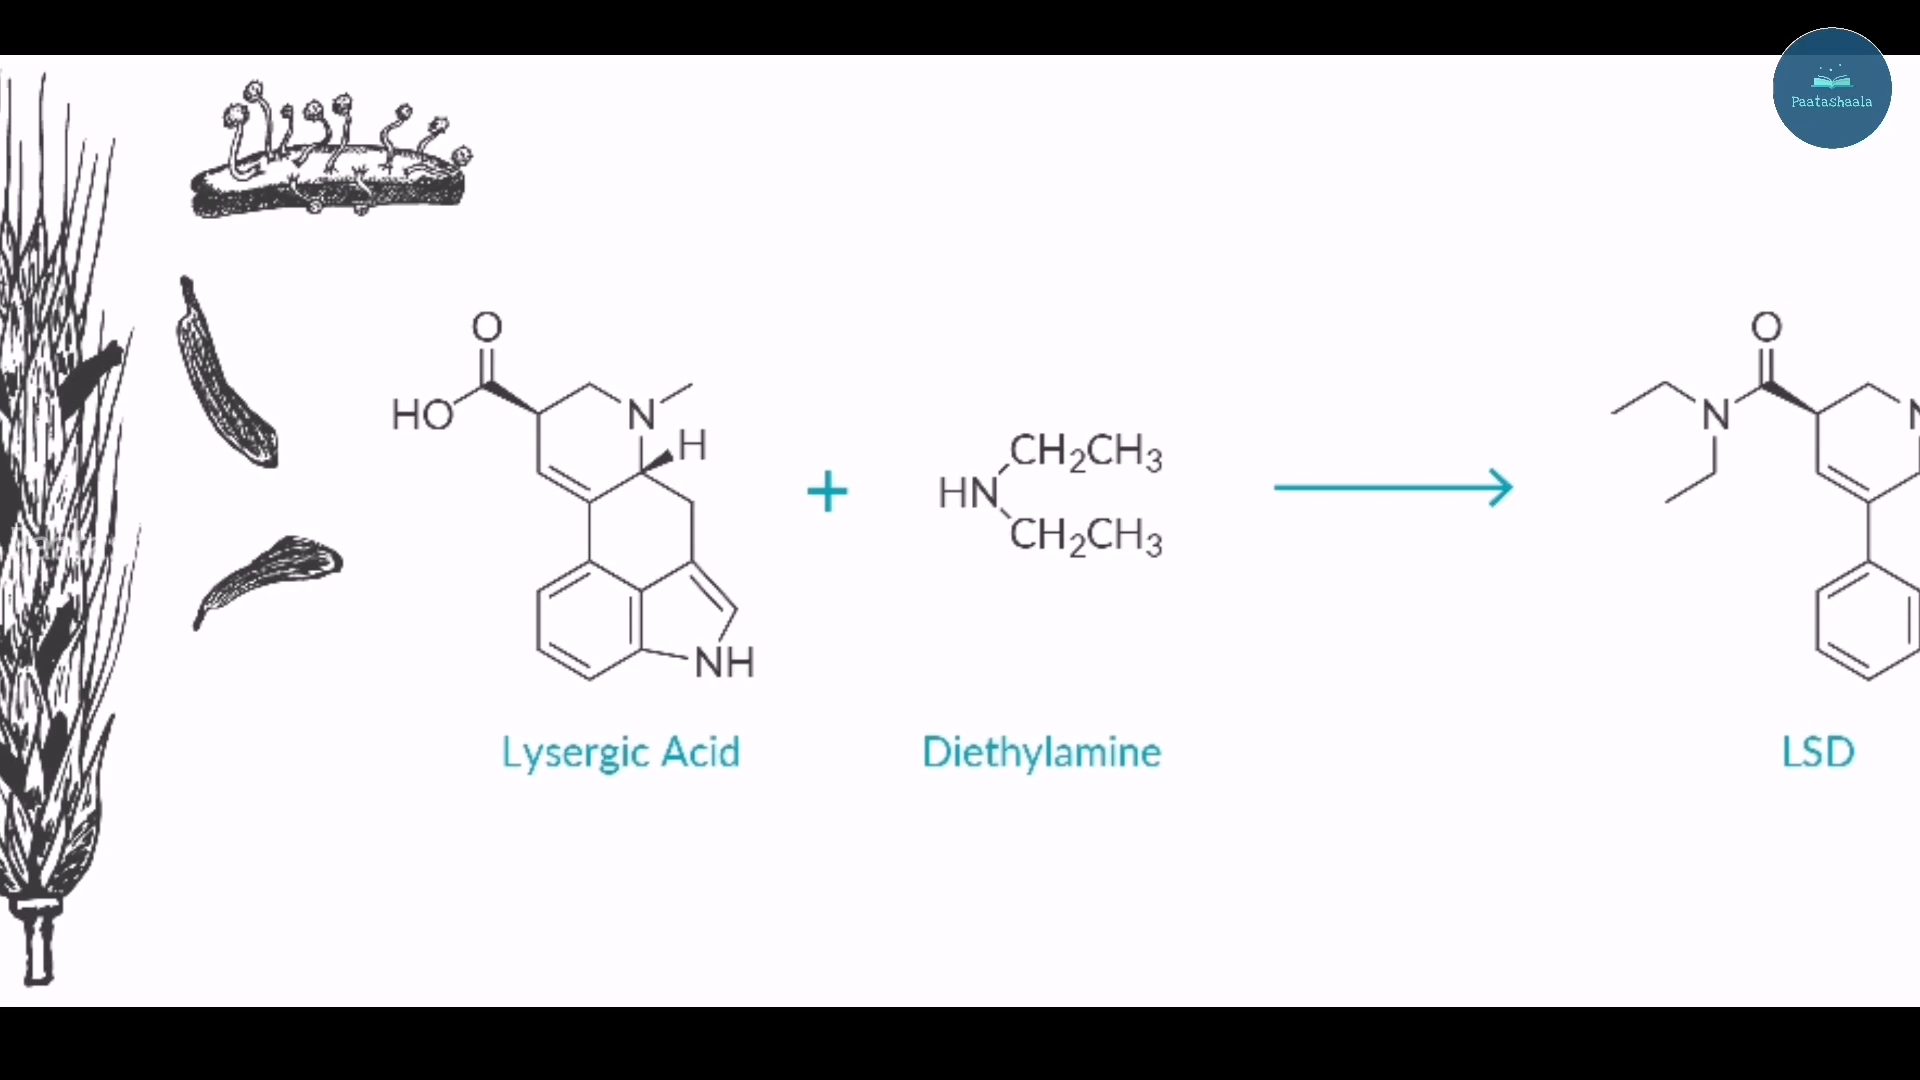 Paatashaala
O
HO
N
H
NH
+
HN
CH2CH3
CH2CH3
O
N
N
Lysergic Acid
Diethylamine
LSD